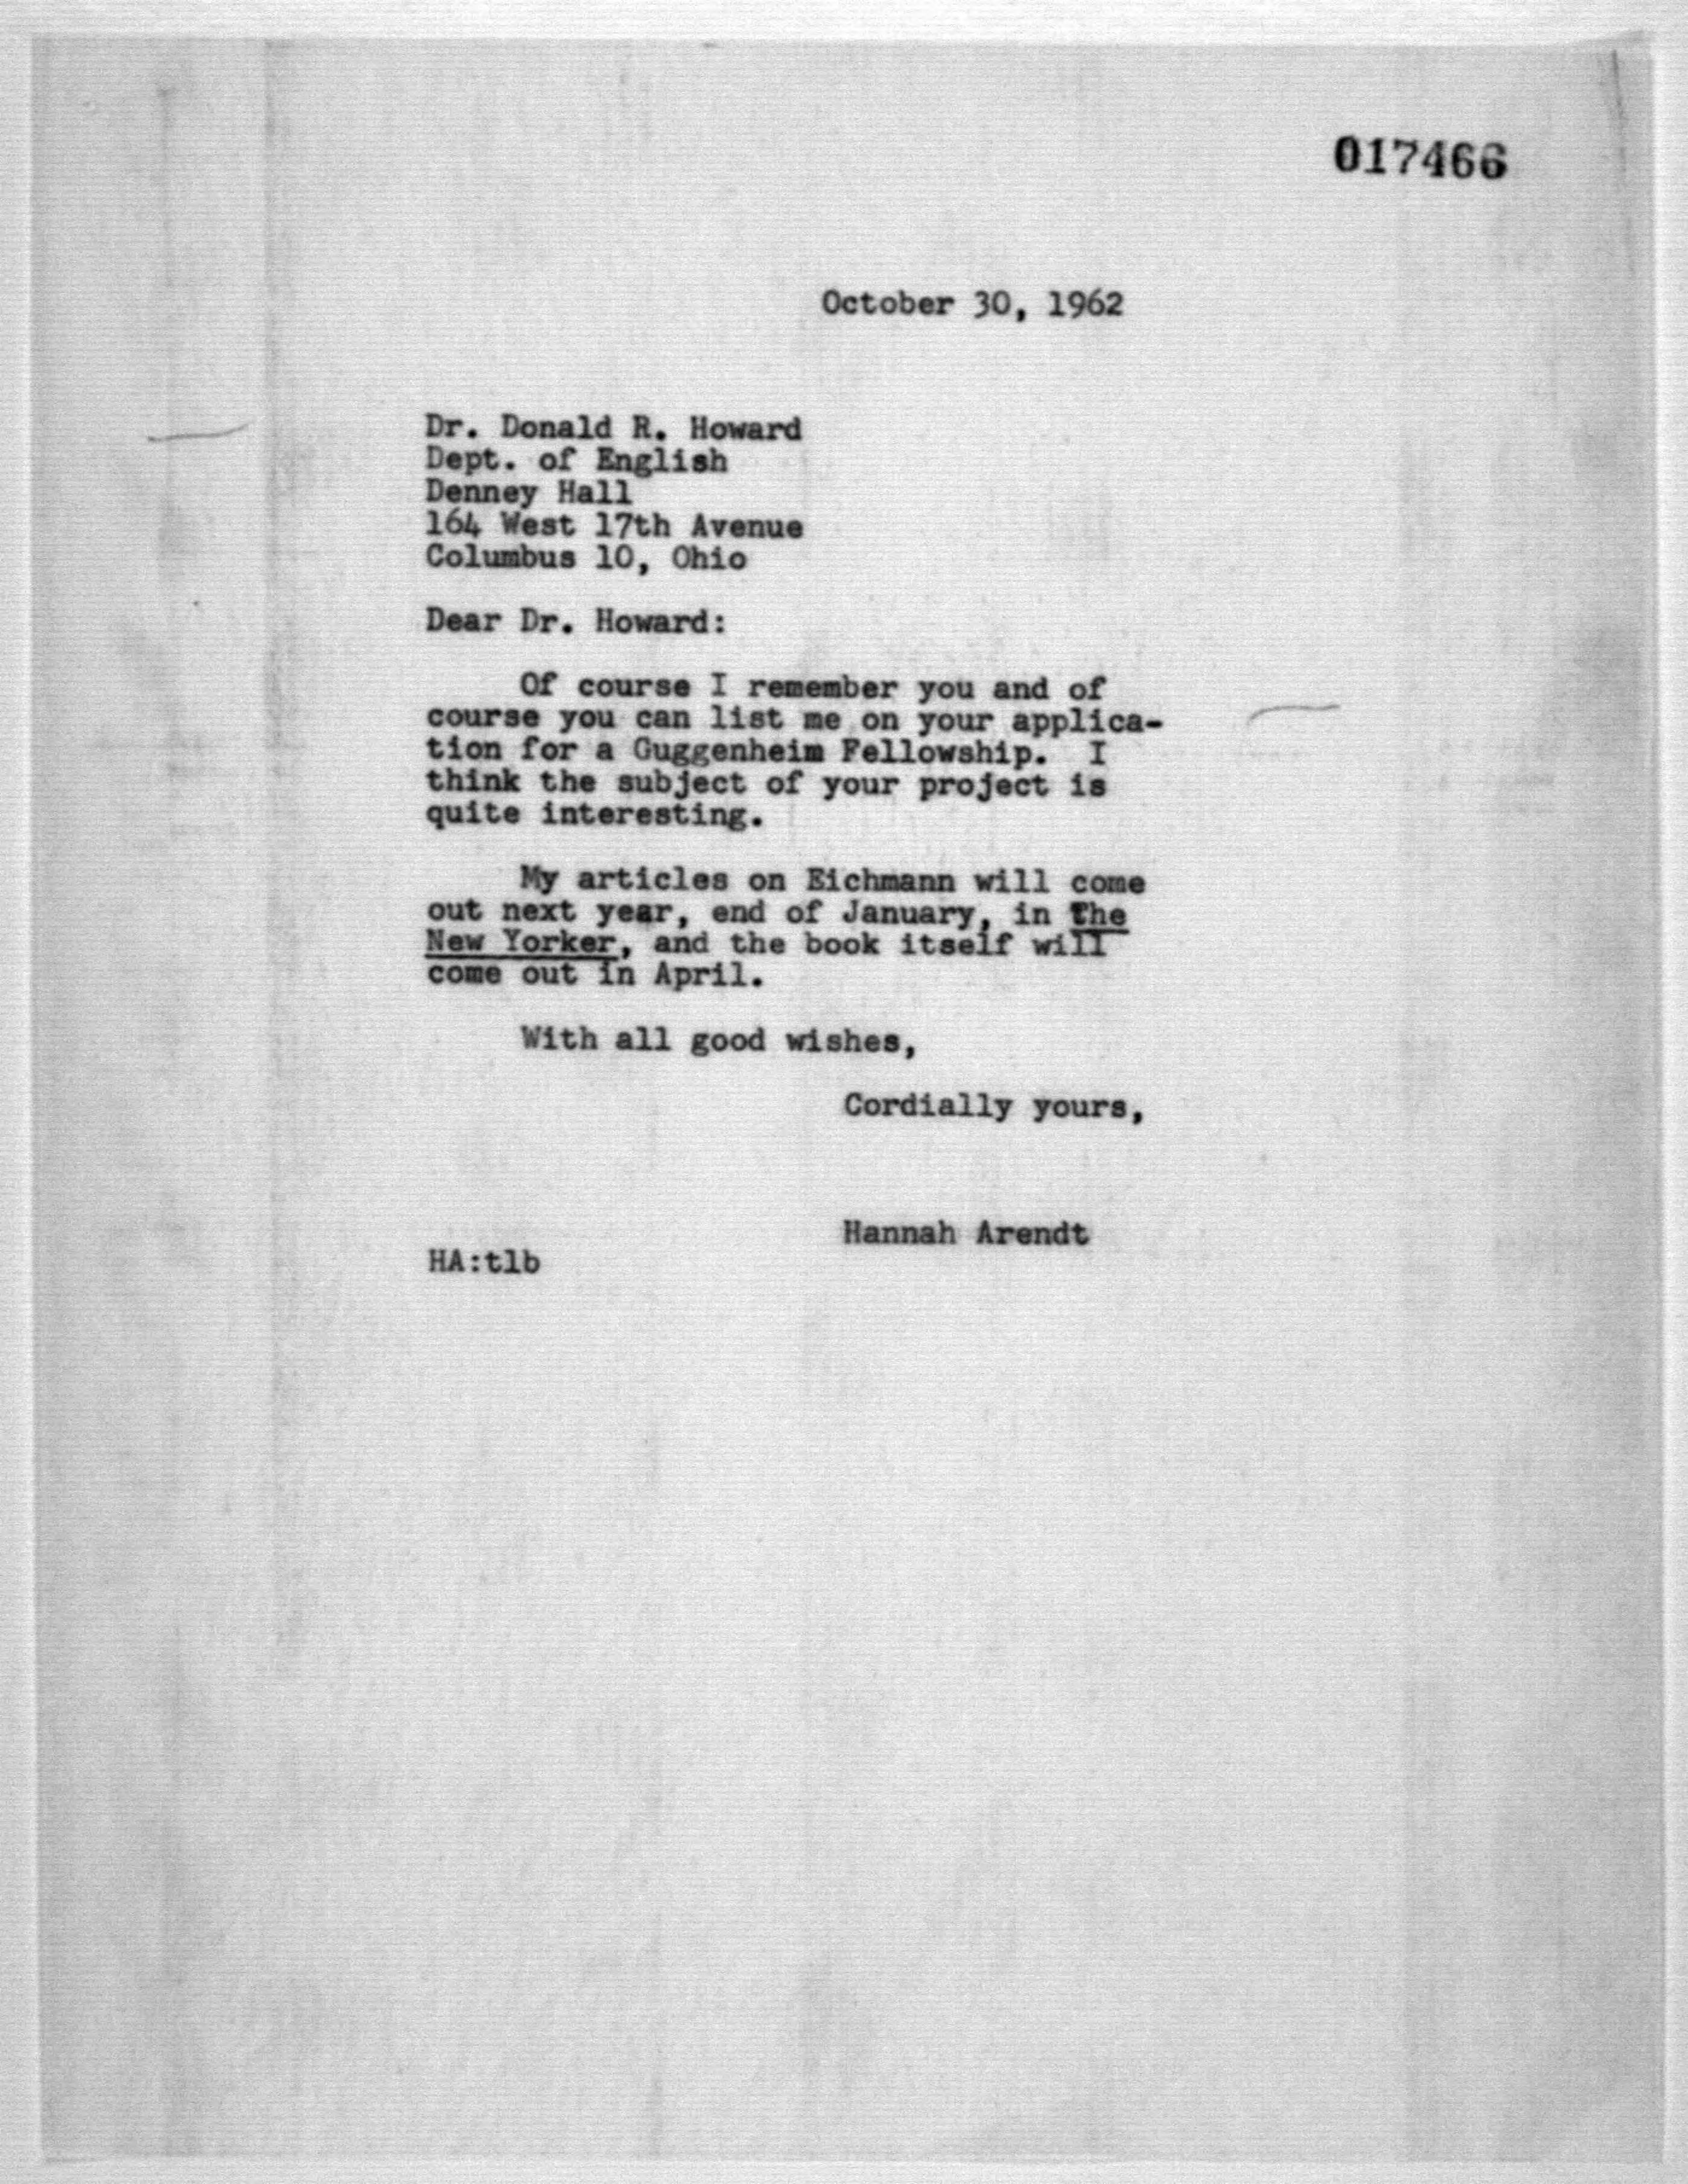 017466
October 30, 1962
Dr. Donald R. Howard
Dept. of English
Denney Hall
164 West 17th Avenue
Columbus 10, Ohio
Dear Dr. Howard:
Of course I remember you and of
course you can list me on your applica-
tion for a Guggenheim Fellowship. I
think the subject of your project is
quite interesting.
My articles on Eichmann will come
out next year, end of January, in The
New Yorker, and the book itself will
come out in April.
With all good wishes,
Cordially yours,
Hannah Arendt
HA:tlb